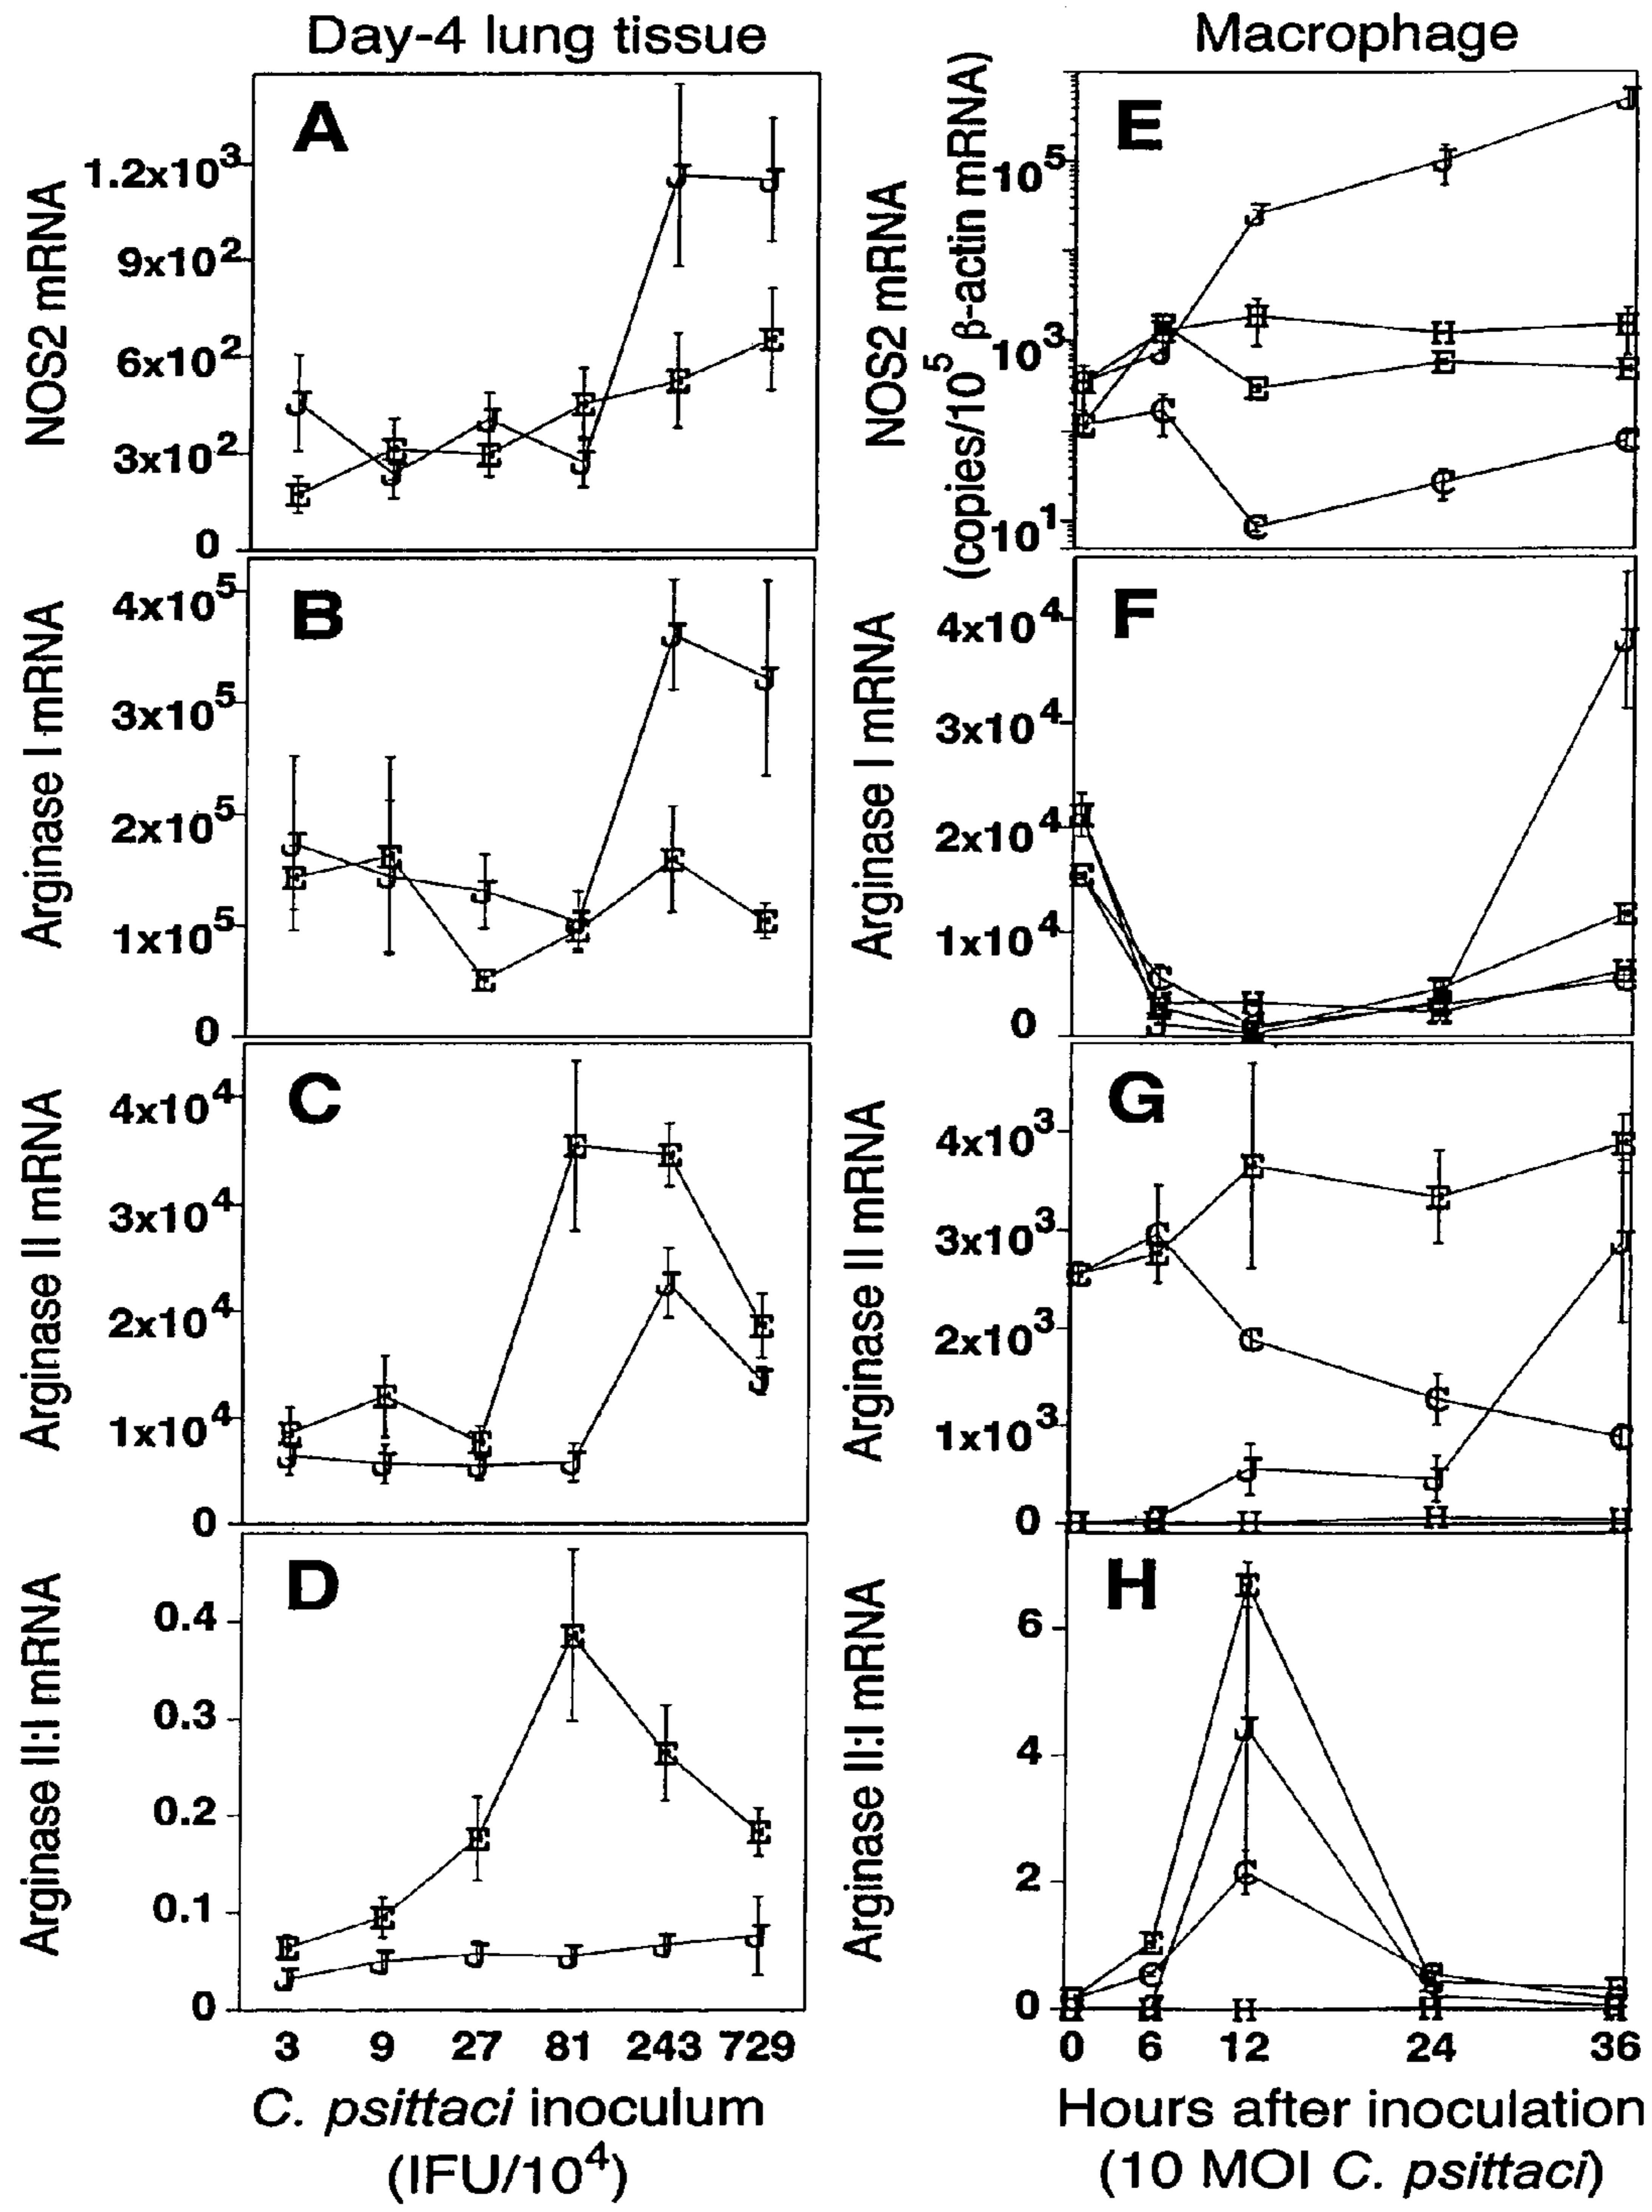 Day-4 lung tissue
Macrophage
A
NOS2 mRNA
1.2x10³
9x10²
6x10²
3x10²
0
B
Arginase I mRNA
4x10⁵
3x10⁵
2x10⁵
1x10⁵
0
C
Arginase II mRNA
4x10⁴
3x10⁴
2x10⁴
1x10⁴
0
D
Arginase II:I mRNA
0.4
0.3
0.2
0.1
0
3 9 27 81 243 729
C. psittaci inoculum
(IFU/10⁴)
E
NOS2 mRNA
(copies/10⁵ β-actin mRNA)
10⁵
10³
10¹
F
Arginase I mRNA
4x10⁴
3x10⁴
2x10⁴
1x10⁴
0
G
Arginase II mRNA
4x10³
3x10³
2x10³
1x10³
0
H
Arginase II:I mRNA
6
4
2
0
0 6 12 24 36
Hours after inoculation
(10 MOI C. psittaci)